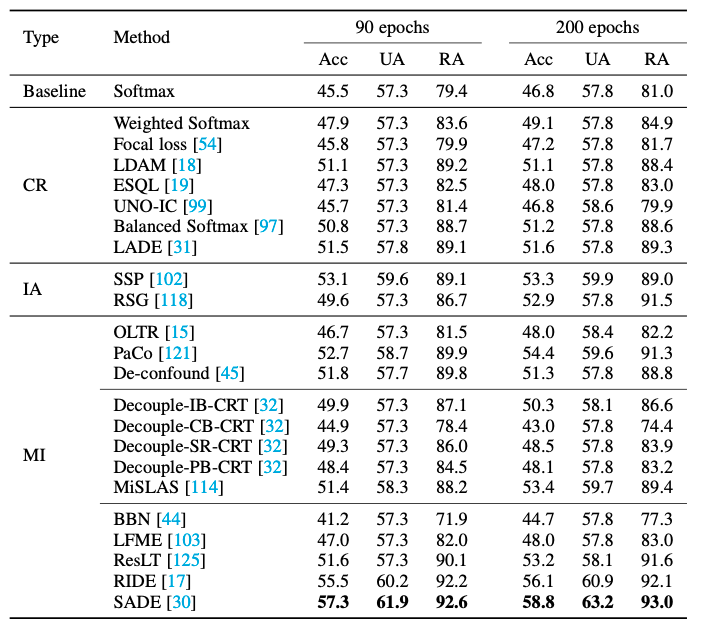 Type Method 90 epochs 200 epochs
Acc UA RA Acc UA RA
Baseline Softmax 45.5 57.3 79.4 46.8 57.8 81.0
CR
Weighted Softmax 47.9 57.3 83.6 49.1 57.8 84.9
Focal loss [54] 45.8 57.3 79.9 47.2 57.8 81.7
LDAM [18] 51.1 57.3 89.2 51.1 57.8 88.4
ESQL [19] 47.3 57.3 82.5 48.0 57.8 83.0
UNO-IC [99] 45.7 57.3 81.4 46.8 58.6 79.9
Balanced Softmax [97] 50.8 57.3 88.7 51.2 57.8 88.6
LADE [31] 51.5 57.8 89.1 51.6 57.8 89.3
IA
SSP [102] 53.1 59.6 89.1 53.3 59.9 89.0
RSG [118] 49.6 57.3 86.7 52.9 57.8 91.5
MI
OLTR [15] 46.7 57.3 81.5 48.0 58.4 82.2
PaCo [121] 52.7 58.7 89.9 54.4 59.6 91.3
De-confound [45] 51.8 57.7 89.8 51.3 57.8 88.8
Decouple-IB-CRT [32] 49.9 57.3 87.1 50.3 58.1 86.6
Decouple-CB-CRT [32] 44.9 57.3 78.4 43.0 57.8 74.4
Decouple-SR-CRT [32] 49.3 57.3 86.0 48.5 57.8 83.9
Decouple-PB-CRT [32] 48.4 57.3 84.5 48.1 57.8 83.2
MiSLAS [114] 51.4 58.3 88.2 53.4 59.7 89.4
BBN [44] 41.2 57.3 71.9 44.7 57.8 77.3
LFME [103] 47.0 57.3 82.0 48.0 57.8 83.0
ResLT [125] 51.6 57.3 90.1 53.2 58.1 91.6
RIDE [17] 55.5 60.2 92.2 56.1 60.9 92.1
SADE [30] 57.3 61.9 92.6 58.8 63.2 93.0